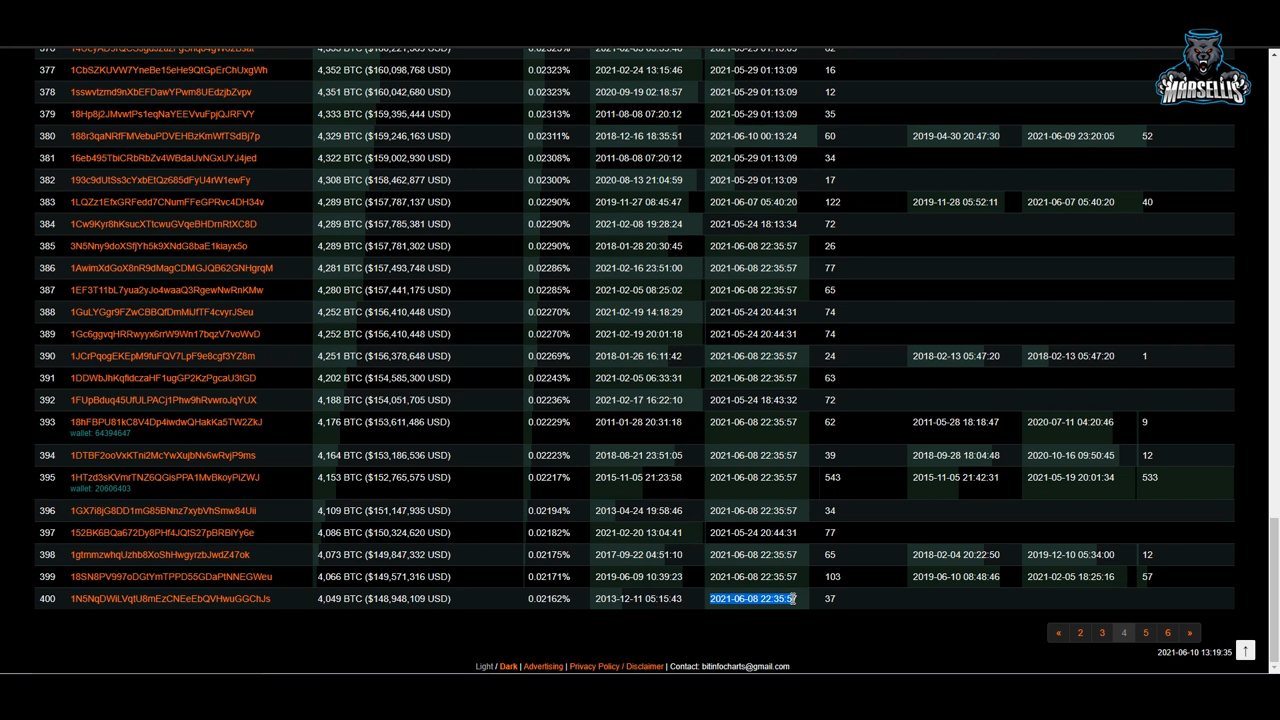 MARSELLIS
377 1CbSZKUVW7YneBe15eHe9QtGpErChUxgWh 4,352 BTC ($160,098,768 USD) 0.02323% 2021-02-24 13:15:46 2021-05-29 01:13:09 16
378 1sswvtzmd9nXbEFDawYPwm8UEdzjbZvpv 4,351 BTC ($160,042,680 USD) 0.02323% 2020-09-19 02:18:57 2021-05-29 01:13:09 12
379 18Hp8j2JMvwtPs1eqNaYEEVvuFpjQJRFVY 4,333 BTC ($159,395,444 USD) 0.02313% 2011-08-08 07:20:12 2021-05-29 01:13:09 35
380 188r3qaNRfFMVebuPDVEHBzKmWfTSdBj7p 4,329 BTC ($159,246,163 USD) 0.02311% 2018-12-16 18:35:51 2021-06-10 00:13:24 60 2019-04-30 20:47:30 2021-06-09 23:20:05 52
381 16eb495TbiCRbRbZv4WBdaUvNGxUYJ4jed 4,322 BTC ($159,002,930 USD) 0.02308% 2011-08-08 07:20:12 2021-05-29 01:13:09 34
382 193c9dUtSs3cYxbEtQz685dFyU4rW1ewFy 4,308 BTC ($158,462,877 USD) 0.02300% 2020-08-13 21:04:59 2021-05-29 01:13:09 17
383 1LQZz1EfxGRFedd7CNumFFeGPRvc4DH34v 4,289 BTC ($157,787,137 USD) 0.02290% 2019-11-27 08:45:47 2021-06-07 05:40:20 122 2019-11-28 05:52:11 2021-06-07 05:40:20 40
384 1Cw9Kyr8hKsucXTtcwuGVqeBHDrnRtXC8D 4,289 BTC ($157,785,381 USD) 0.02290% 2021-02-08 19:28:24 2021-05-24 18:13:34 72
385 3N5Nny9doXSfjYh5k9XNdG8baE1kiayx5o 4,289 BTC ($157,781,302 USD) 0.02290% 2018-01-28 20:30:45 2021-06-08 22:35:57 26
386 1AwimXdGoX8nR9dMagCDMGJQB62GNHgrqM 4,281 BTC ($157,493,748 USD) 0.02286% 2021-02-16 23:51:00 2021-06-08 22:35:57 77
387 1EF3T11bL7yua2yJo4waaQ3RgewNwRnKMw 4,280 BTC ($157,441,175 USD) 0.02285% 2021-02-05 08:25:02 2021-06-08 22:35:57 65
388 1GuLYGgr9FZwCBBQfDmMiJfTF4cvyrJSeu 4,252 BTC ($156,410,448 USD) 0.02270% 2021-02-19 14:18:29 2021-05-24 20:44:31 74
389 1Gc6ggvqHRRwyyx6rrW9Wn17bqzV7voWvD 4,252 BTC ($156,410,448 USD) 0.02270% 2021-02-19 20:01:18 2021-05-24 20:44:31 74
390 1JCrPqogEKEpM9fuFQV7LpF9e8cgf3YZ8m 4,251 BTC ($156,378,648 USD) 0.02269% 2018-01-26 16:11:42 2021-06-08 22:35:57 24 2018-02-13 05:47:20 2018-02-13 05:47:20 1
391 1DDWbJhKqfidczaHF1ugGP2KzPgcaU3tGD 4,202 BTC ($154,585,300 USD) 0.02243% 2021-02-05 06:33:31 2021-06-08 22:35:57 63
392 1FUpBduq45UfULPACj1Phw9hRvwroJqYUX 4,188 BTC ($154,051,705 USD) 0.02236% 2021-02-17 16:22:10 2021-05-24 18:43:32 72
393 18hFBPU81kC8V4Dp4iwdwQHakKa5TW2ZkJ 4,176 BTC ($153,611,486 USD) 0.02229% 2011-01-28 20:31:18 2021-06-08 22:35:57 62 2011-05-28 18:18:47 2020-07-11 04:20:46 9
wallet: 64394647
394 1DTBF2ooVxKTni2McYwXujbNv6wRvjP9ms 4,164 BTC ($153,186,536 USD) 0.02223% 2018-08-21 23:51:05 2021-06-08 22:35:57 39 2018-09-28 18:04:48 2020-10-16 09:50:45 12
395 1HTzd3sKVmrTNZ6QGisPPA1MvBkoyPiZWJ 4,153 BTC ($152,765,575 USD) 0.02217% 2015-11-05 21:23:58 2021-06-08 22:35:57 543 2015-11-05 21:42:31 2021-05-19 20:01:34 533
wallet: 20606403
396 1GX7i8jG8DD1mG85BNnz7xybVhSmw84Uii 4,109 BTC ($151,147,935 USD) 0.02194% 2013-04-24 19:58:46 2021-06-08 22:35:57 34
397 152BK6BQa672Dy8PHf4JQtS27pBRBiYy6e 4,086 BTC ($150,324,620 USD) 0.02182% 2021-02-20 13:04:41 2021-05-24 20:44:31 77
398 1gtmmzwhqUzhb8XoShHwgyrzbJwdZ47ok 4,073 BTC ($149,847,332 USD) 0.02175% 2017-09-22 04:51:10 2021-06-08 22:35:57 65 2018-02-04 20:22:50 2019-12-10 05:34:00 12
399 18SN8PV997oDGtYmTPPD55GDaPtNNEGWeu 4,066 BTC ($149,571,316 USD) 0.02171% 2019-06-09 10:39:23 2021-06-08 22:35:57 103 2019-06-10 08:48:46 2021-02-05 18:25:16 57
400 1N5NqDWiLVqtU8mEzCNEeEbQVHwuGGChJs 4,049 BTC ($148,948,109 USD) 0.02162% 2013-12-11 05:15:43 2021-06-08 22:35:57 37
« 2 3 4 5 6 »
2021-06-10 13:19:35
Light / Dark | Advertising | Privacy Policy / Disclaimer | Contact: bitinfocharts@gmail.com